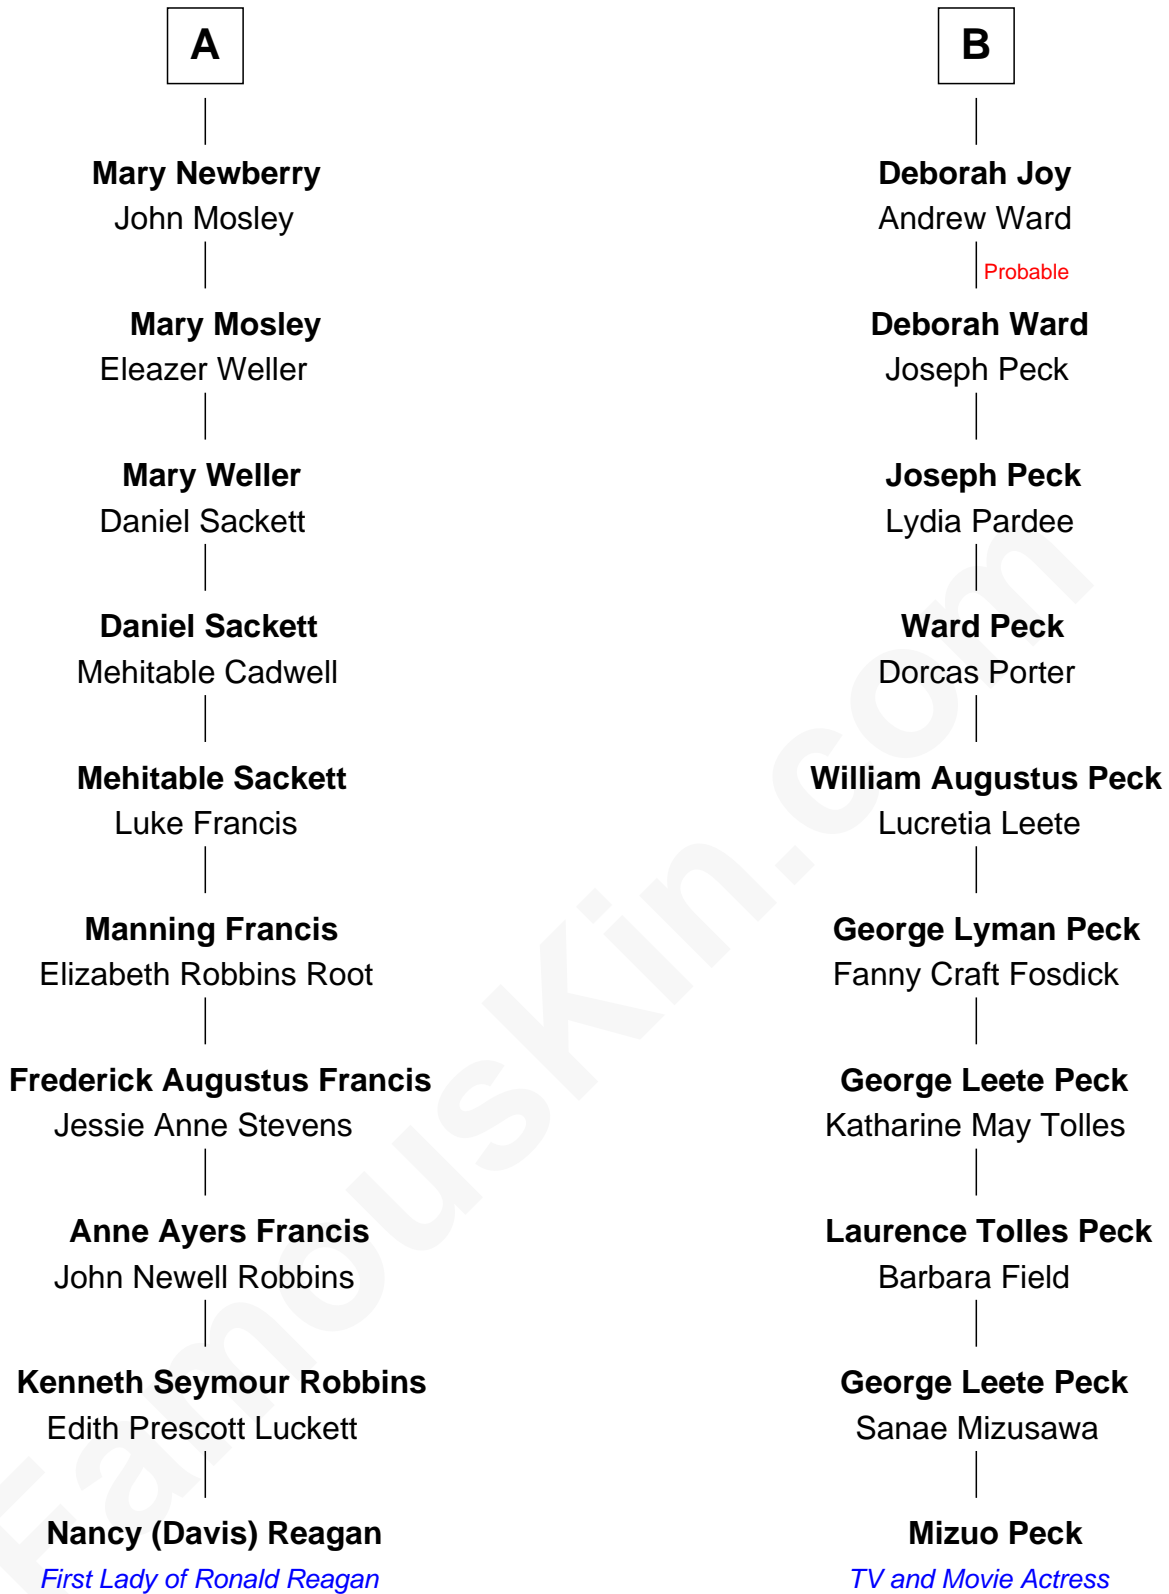 A
Mary Newberry
John Mosley
Mary Mosley
Eleazer Weller
Mary Weller
Daniel Sackett
Daniel Sackett
Mehitable Cadwell
Mehitable Sackett
Luke Francis
Manning Francis
Elizabeth Robbins Root
Frederick Augustus Francis
Jessie Anne Stevens
Anne Ayers Francis
John Newell Robbins
Kenneth Seymour Robbins
Edith Prescott Luckett
Nancy (Davis) Reagan
First Lady of Ronald Reagan
B
Deborah Joy
Andrew Ward
Probable
Deborah Ward
Joseph Peck
Joseph Peck
Lydia Pardee
Ward Peck
Dorcas Porter
William Augustus Peck
Lucretia Leete
George Lyman Peck
Fanny Craft Fosdick
George Leete Peck
Katharine May Tolles
Laurence Tolles Peck
Barbara Field
George Leete Peck
Sanae Mizusawa
Mizuo Peck
TV and Movie Actress
FamousKin.com